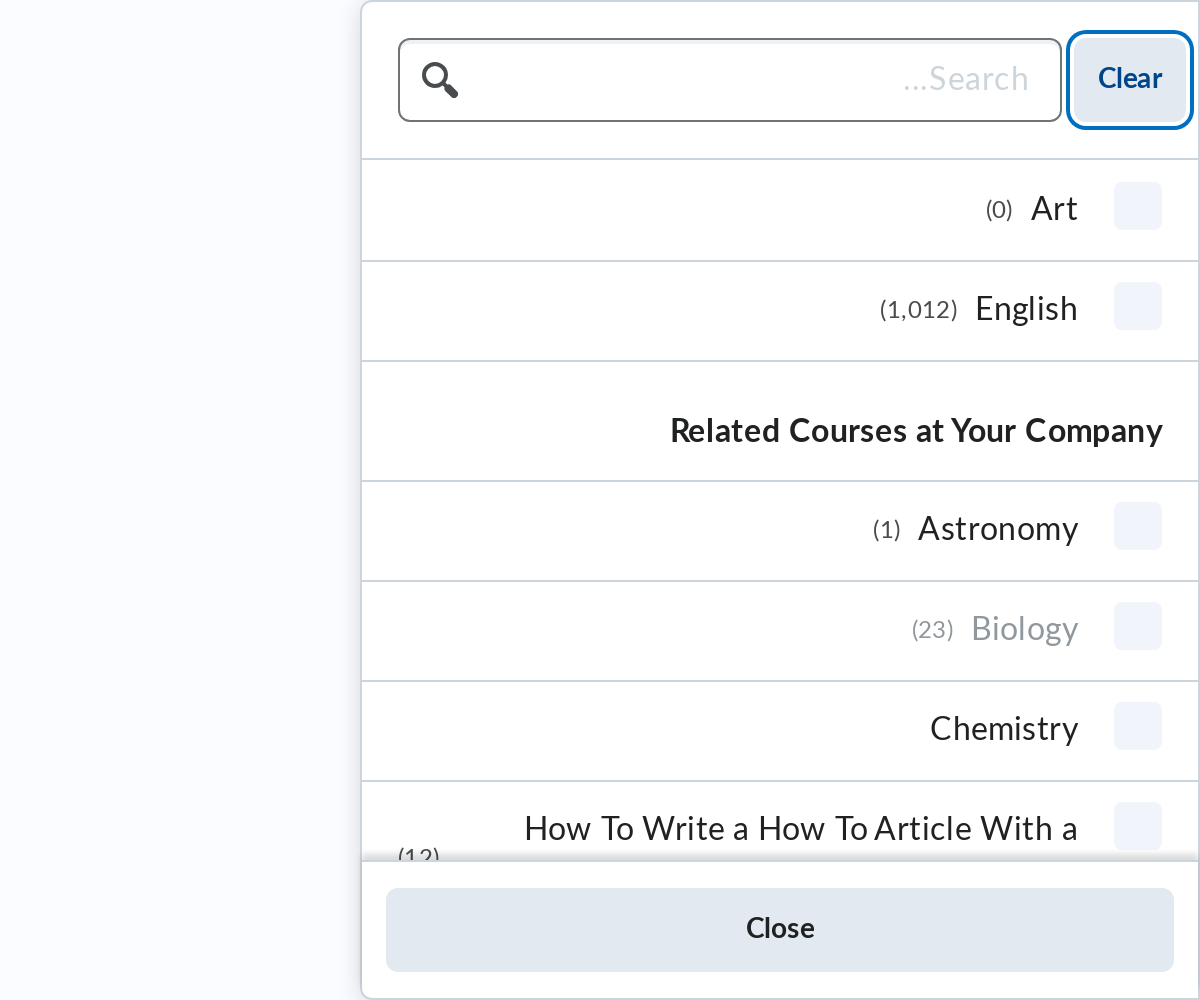 ...Search
Clear
Art (0)
English (1,012)
Related Courses at Your Company
Astronomy (1)
Biology (23)
Chemistry
How To Write a How To Article With a
(12)
Close